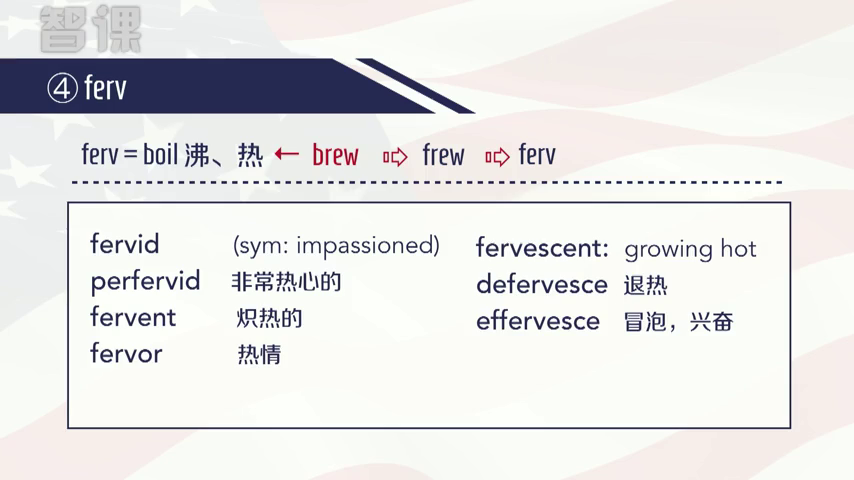 智课
④ ferv
ferv = boil 沸、热 ← brew ⇨ frew ⇨ ferv
fervid (sym: impassioned)
perfervid 非常热心的
fervent 炽热的
fervor 热情
fervescent: growing hot
defervesce 退热
effervesce 冒泡，兴奋